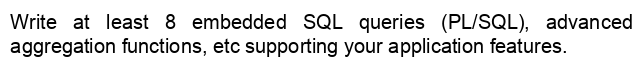 Write at least 8 embedded SQL queries (PL/SQL), advanced
aggregation functions, etc supporting your application features.